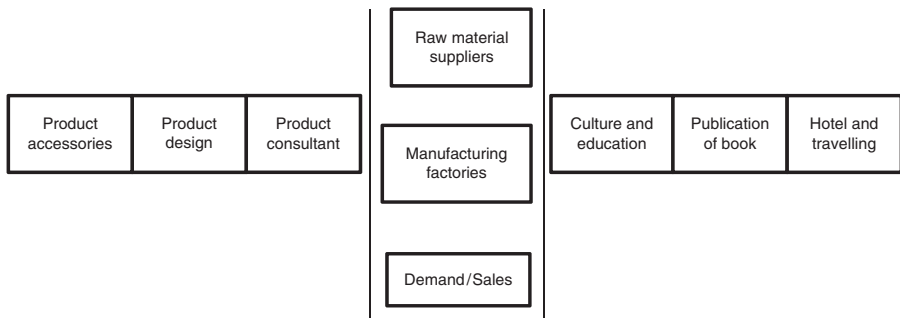 Raw material
suppliers
Product
accessories
Product
design
Product
consultant
Manufacturing
factories
Culture and
education
Publication
of book
Hotel and
travelling
Demand/Sales